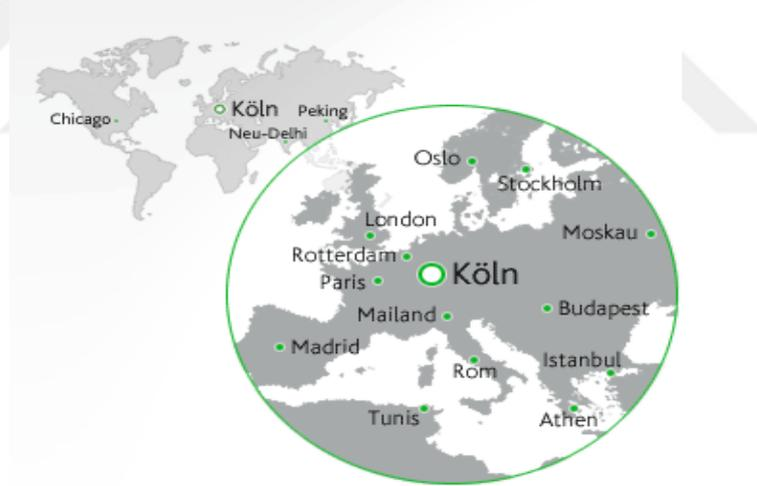 Köln
Peking
Chicago
Neu-Delhi
Oslo
Stockholm
London
Moskau
Rotterdam
Köln
Paris
Mailand
Budapest
Madrid
Istanbul
Rom
Tunis
Athen